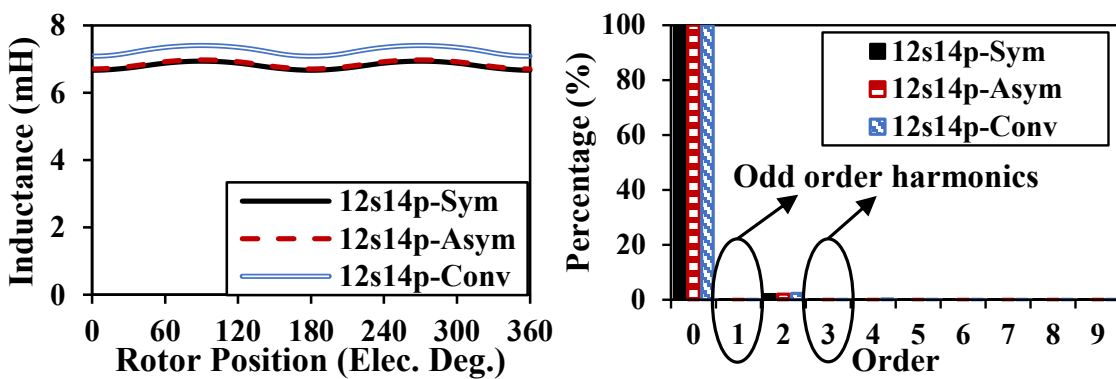 Inductance (mH)
8
6
4
2
0
12s14p-Sym
12s14p-Asym
12s14p-Conv
0 60 120 180 240 300 360
Rotor Position (Elec. Deg.)
Percentage (%)
100
80
60
40
20
0
12s14p-Sym
12s14p-Asym
12s14p-Conv
Odd order harmonics
0 1 2 3 4 5 6 7 8 9
Order